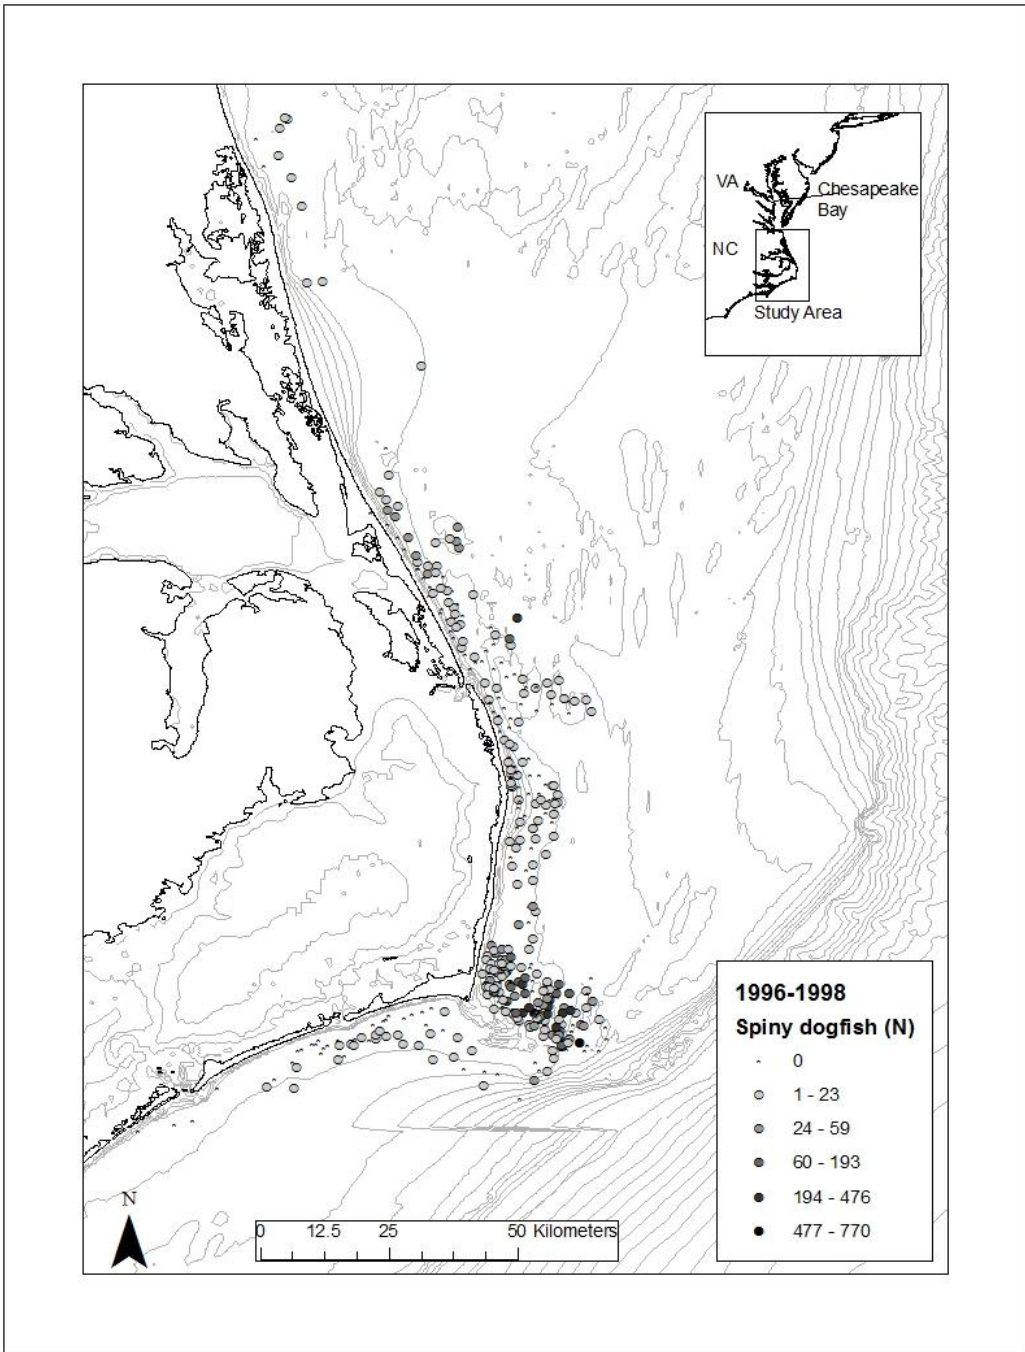 VA
Chesapeake
Bay
NC
Study Area
1996-1998
Spiny dogfish (N)
0
1 - 23
24 - 59
60 - 193
194 - 476
477 - 770
N
0 12.5 25 50 Kilometers